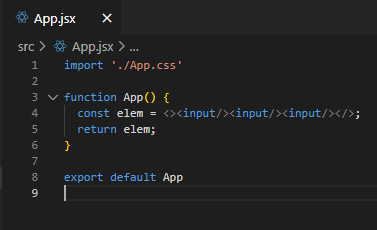 App.jsx ×
src > App.jsx > ...
1 import './App.css'
2
3 function App() {
4   const elem = <><input/><input/><input/></>;
5   return elem;
6 }
7
8 export default App
9